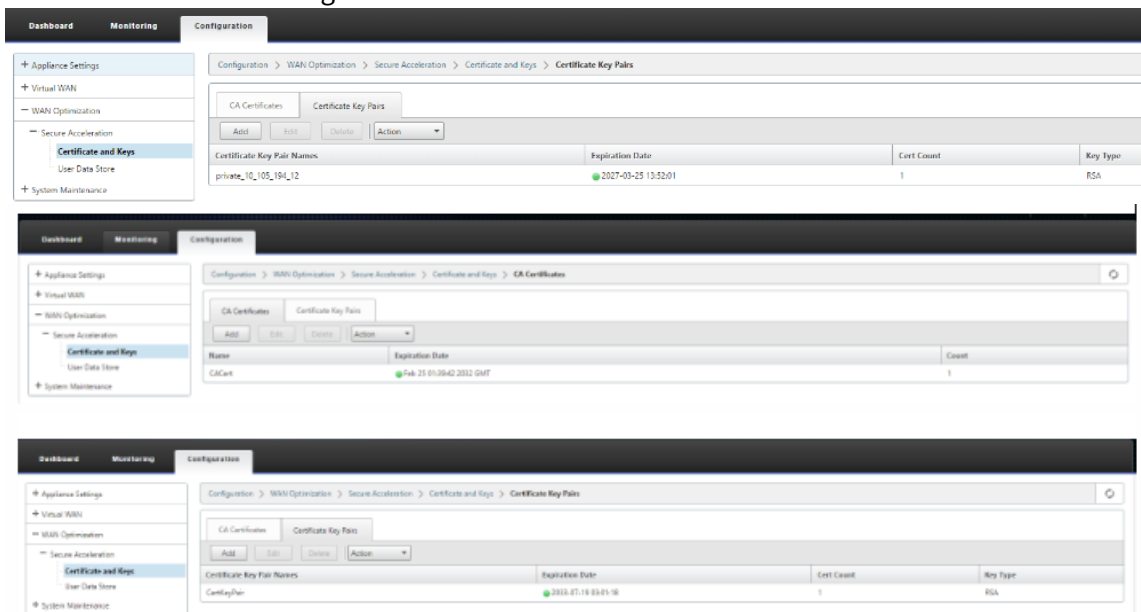 Dashboard Monitoring Configuration
+ Appliance Settings
+ Virtual WAN
− WAN Optimization
− Secure Acceleration
Certificate and Keys
User Data Store
+ System Maintenance
Configuration > WAN Optimization > Secure Acceleration > Certificate and Keys > Certificate Key Pairs
CA Certificates Certificate Key Pairs
Add Edit Delete Action
Certificate Key Pair Names Expiration Date Cert Count Key Type
private_10_105_194_12 2027-03-25 13:52:01 1 RSA
Dashboard Monitoring Configuration
+ Appliance Settings
+ Virtual WAN
− WAN Optimization
− Secure Acceleration
Certificate and Keys
User Data Store
+ System Maintenance
Configuration > WAN Optimization > Secure Acceleration > Certificate and Keys > CA Certificates
CA Certificates Certificate Key Pairs
Add Edit Delete Action
Name Expiration Date Count
CACert Feb 25 01:39:42 2032 GMT 1
Dashboard Monitoring Configuration
+ Appliance Settings
+ Virtual WAN
− WAN Optimization
− Secure Acceleration
Certificate and Keys
User Data Store
+ System Maintenance
Configuration > WAN Optimization > Secure Acceleration > Certificate and Keys > Certificate Key Pairs
CA Certificates Certificate Key Pairs
Add Edit Delete Action
Certificate Key Pair Names Expiration Date Cert Count Key Type
CertKeyPair 1 RSA